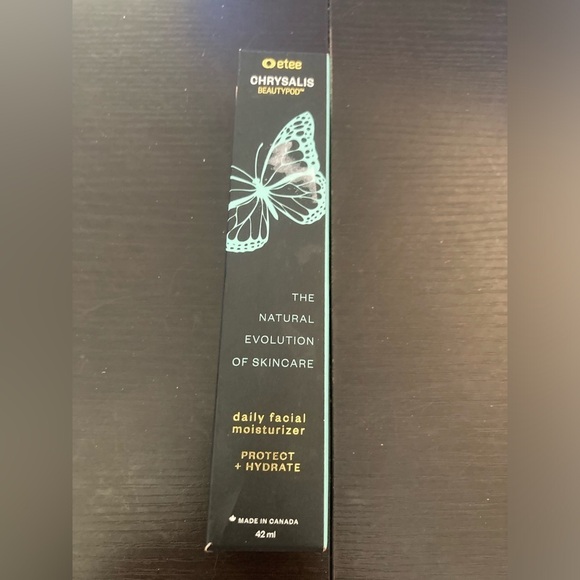 etee
CHRYSALIS
BEAUTYPOD™
THE
NATURAL
EVOLUTION
OF SKINCARE
daily facial
moisturizer
PROTECT
+ HYDRATE
MADE IN CANADA
42 ml